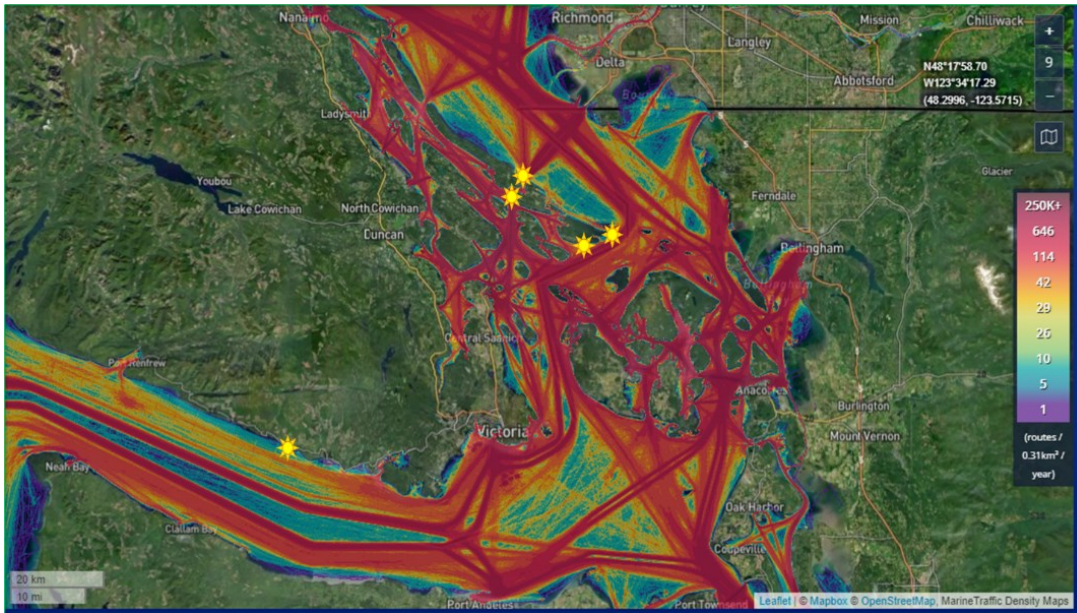 Nanaimo
Richmond
Mission
Chilliwack
+
Langley
Delta
N48°17'58.70
W123°34'17.29
(48.2996, -123.5715)
9
Abbotsford
−
Ladysmith
Glacier
Youbou
Lake Cowichan
North Cowichan
Ferndale
Duncan
Bellingham
250K+
646
114
42
29
26
10
5
1
(routes /
0.31km² /
year)
Central Saanich
Port Renfrew
Anacortes
Burlington
Victoria
Mount Vernon
Neah Bay
Oak Harbor
Clallam Bay
Coupeville
20 km
10 mi
Port Angeles
Port Townsend
Leaflet | © Mapbox © OpenStreetMap, MarineTraffic Density Maps